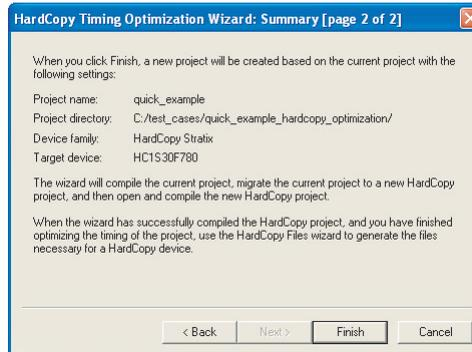 HardCopy Timing Optimization Wizard: Summary [page 2 of 2]
When you click Finish, a new project will be created based on the current project with the
following settings:
Project name: quick_example
Project directory: C:/test_cases/quick_example_hardcopy_optimization/
Device family: HardCopy Stratix
Target device: HC1S30F780
The wizard will compile the current project, migrate the current project to a new HardCopy
project, and then open and compile the new HardCopy project.
When the wizard has successfully compiled the HardCopy project, and you have finished
optimizing the timing of the project, use the HardCopy Files wizard to generate the files
necessary for a HardCopy device.
< Back Next > Finish Cancel